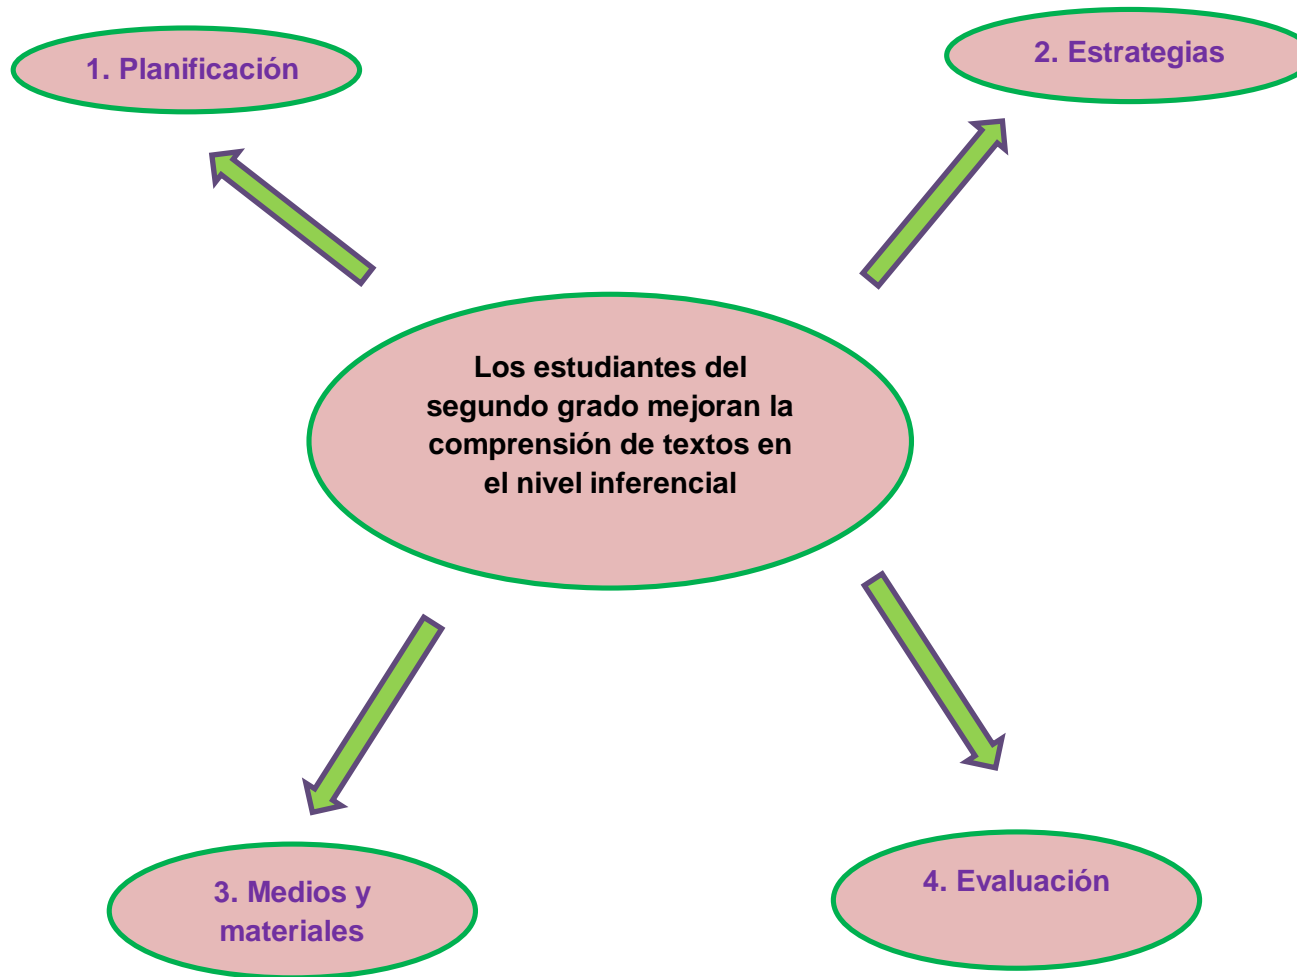 1. Planificación
2. Estrategias
Los estudiantes del
segundo grado mejoran la
comprensión de textos en
el nivel inferencial
3. Medios y
materiales
4. Evaluación